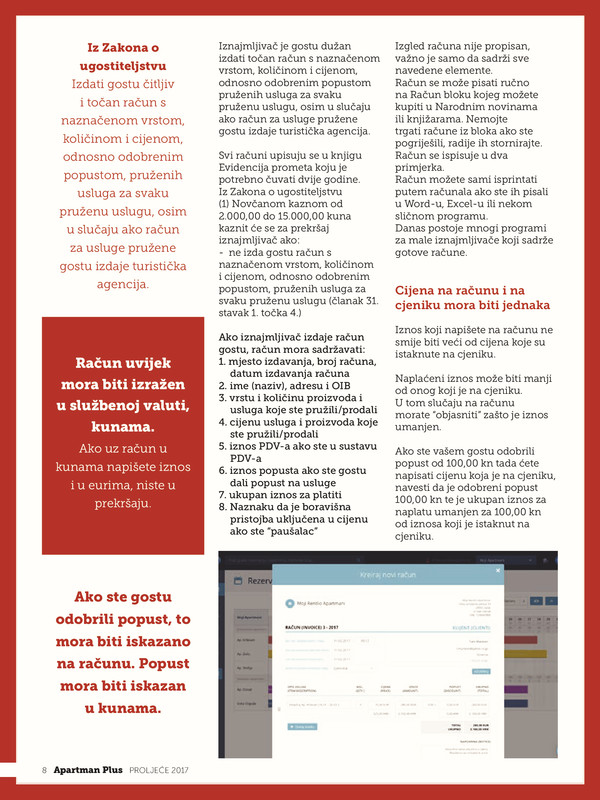 Iz Zakona o
ugostiteljstvu
Izdati gostu čitljiv
i točan račun s
naznačenom vrstom,
količinom i cijenom,
odnosno odobrenim
popustom, pruženih
usluga za svaku
pruženu uslugu, osim
u slučaju ako račun
za usluge pružene
gostu izdaje turistička
agencija.
Račun uvijek
mora biti izražen
u službenoj valuti,
kunama.
Ako uz račun u
kunama napišete iznos
i u eurima, niste u
prekršaju.
Ako ste gostu
odobrili popust, to
mora biti iskazano
na računu. Popust
mora biti iskazan
u kunama.
Iznajmljivač je gostu dužan
izdati točan račun s naznačenom
vrstom, količinom i cijenom,
odnosno odobrenim popustom
pruženih usluga za svaku
pruženu uslugu, osim u slučaju
ako račun za usluge pružene
gostu izdaje turistička agencija.
Svi računi upisuju se u knjigu
Evidencija prometa koju je
potrebno čuvati dvije godine.
Iz Zakona o ugostiteljstvu
(1) Novčanom kaznom od
2.000,00 do 15.000,00 kuna
kaznit će se za prekršaj
iznajmljivač ako:
- ne izda gostu račun s
naznačenom vrstom, količinom
i cijenom, odnosno odobrenim
popustom, pruženih usluga za
svaku pruženu uslugu (članak 31.
stavak 1. točka 4.)
Ako iznajmljivač izdaje račun
gostu, račun mora sadržavati:
1. mjesto izdavanja, broj računa,
datum izdavanja računa
2. ime (naziv), adresu i OIB
3. vrstu i količinu proizvoda i
usluga koje ste pružili/prodali
4. cijenu usluga i proizvoda koje
ste pružili/prodali
5. iznos PDV-a ako ste u sustavu
PDV-a
6. iznos popusta ako ste gostu
dali popust na usluge
7. ukupan iznos za platiti
8. Naznaku da je boravišna
pristojba uključena u cijenu
ako ste “paušalac”
Izgled računa nije propisan,
važno je samo da sadrži sve
navedene elemente.
Račun se može pisati ručno
na Račun bloku kojeg možete
kupiti u Narodnim novinama
ili knjižarama. Nemojte
trgati račune iz bloka ako ste
pogriješili, radije ih stornirajte.
Račun se ispisuje u dva
primjerka.
Račun možete sami isprintati
putem računala ako ste ih pisali
u Word-u, Excel-u ili nekom
sličnom programu.
Danas postoje mnogi programi
za male iznajmljivače koji sadrže
gotove račune.
Cijena na računu i na
cjeniku mora biti jednaka
Iznos koji napišete na računu ne
smije biti veći od cijena koje su
istaknute na cjeniku.
Naplaćeni iznos može biti manji
od onog koji je na cjeniku.
U tom slučaju na računu
morate “objasniti” zašto je iznos
umanjen.
Ako ste vašem gostu odobrili
popust od 100,00 kn tada ćete
napisati cijenu koja je na cjeniku,
navesti da je odobreni popust
100,00 kn te je ukupan iznos za
naplatu umanjen za 100,00 kn
od iznosa koji je istaknut na
cjeniku.
Kreiraj novi račun
RAČUN (INVOICE) 5 - 2017
8 Apartman Plus PROLJEĆE 2017